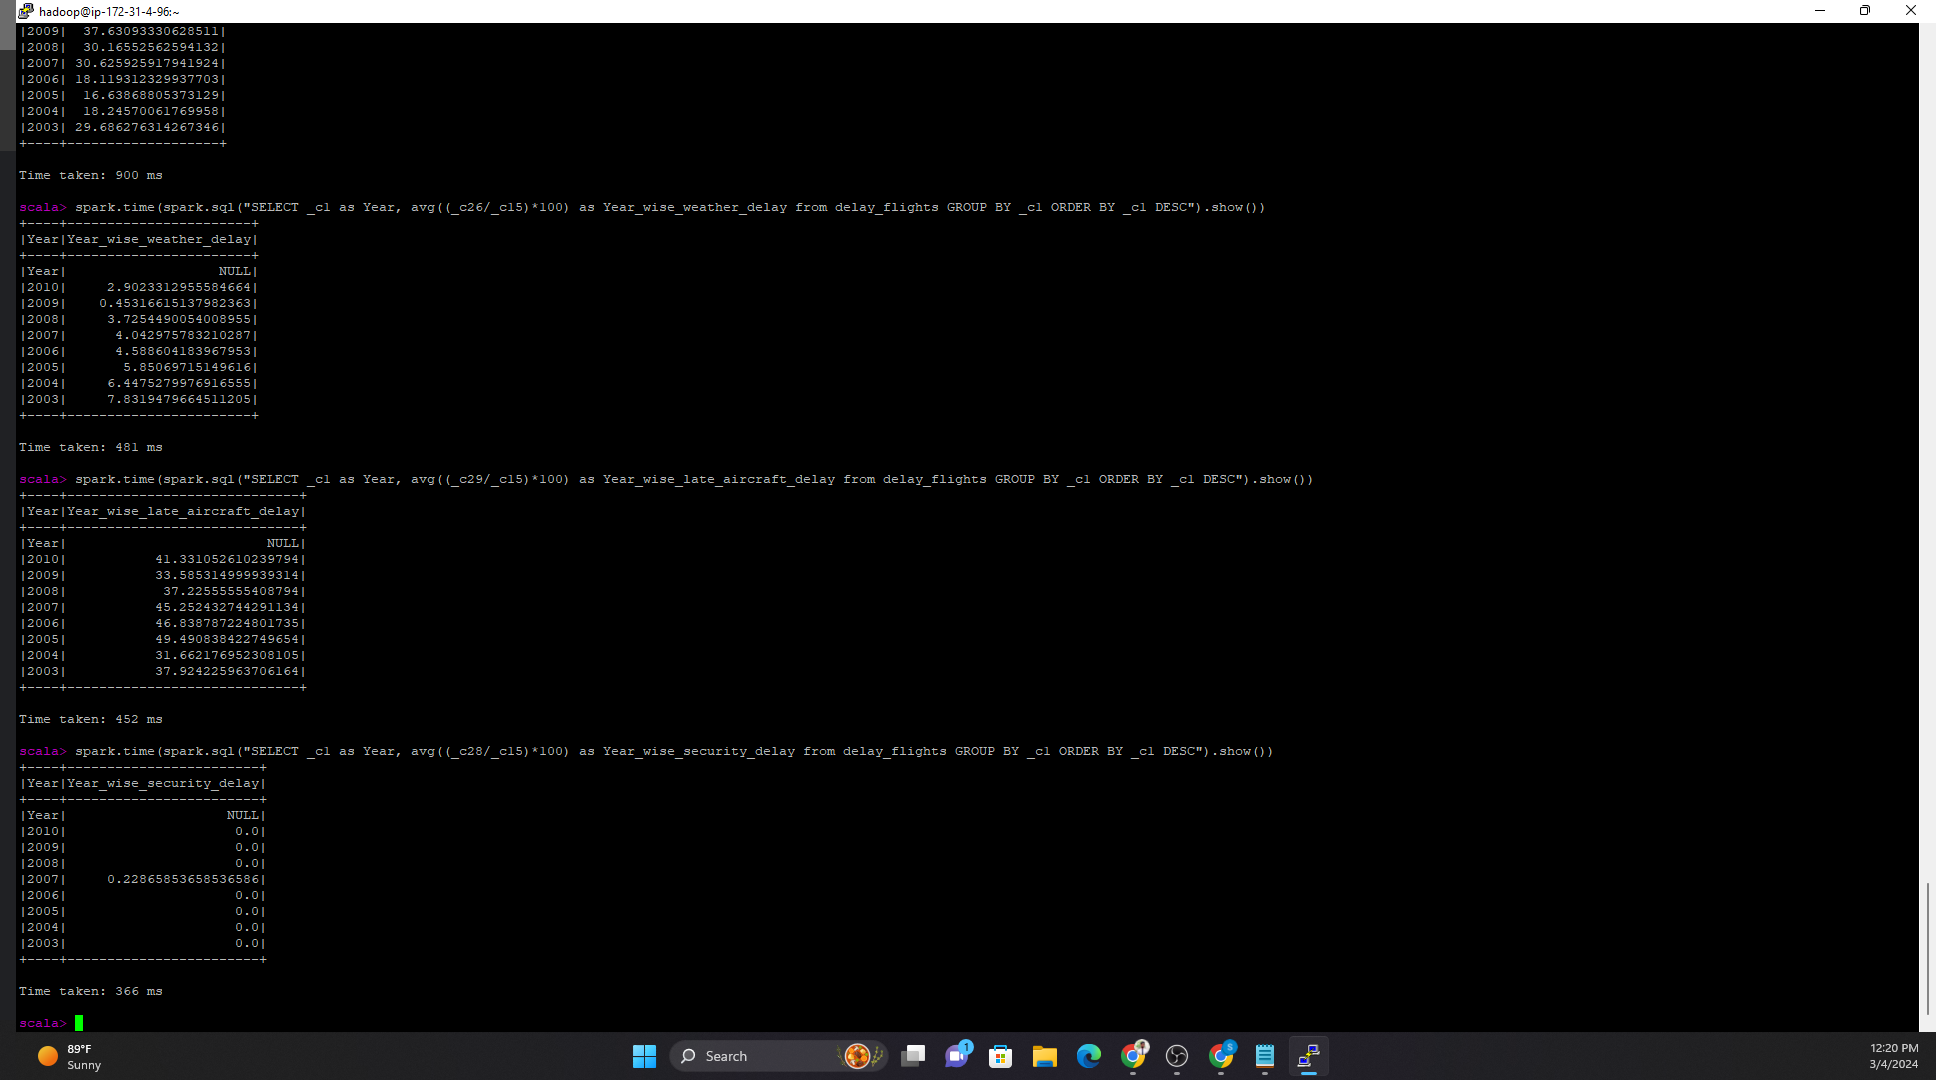 hadoop@ip-172-31-4-96:~
|2009|  37.63093330628511|
|2008|  30.16552562594132|
|2007| 30.625925917941924|
|2006| 18.119312329937703|
|2005|  16.63868805373129|
|2004|  18.24570061769958|
|2003| 29.686276314267346|
+----+-------------------+
Time taken: 900 ms
scala> spark.time(spark.sql("SELECT _c1 as Year, avg((_c26/_c15)*100) as Year_wise_weather_delay from delay_flights GROUP BY _c1 ORDER BY _c1 DESC").show())
+----+-----------------------+
|Year|Year_wise_weather_delay|
+----+-----------------------+
|Year|                   NULL|
|2010|     2.9023312955584664|
|2009|    0.45316615137982363|
|2008|     3.7254490054008955|
|2007|      4.042975783210287|
|2006|      4.588604183967953|
|2005|       5.85069715149616|
|2004|     6.4475279976916555|
|2003|     7.8319479664511205|
+----+-----------------------+
Time taken: 481 ms
scala> spark.time(spark.sql("SELECT _c1 as Year, avg((_c29/_c15)*100) as Year_wise_late_aircraft_delay from delay_flights GROUP BY _c1 ORDER BY _c1 DESC").show())
+----+-----------------------------+
|Year|Year_wise_late_aircraft_delay|
+----+-----------------------------+
|Year|                         NULL|
|2010|           41.331052610239794|
|2009|           33.585314999939314|
|2008|            37.22555555408794|
|2007|           45.252432744291134|
|2006|           46.838787224801735|
|2005|           49.490838422749654|
|2004|           31.662176952308105|
|2003|           37.924225963706164|
+----+-----------------------------+
Time taken: 452 ms
scala> spark.time(spark.sql("SELECT _c1 as Year, avg((_c28/_c15)*100) as Year_wise_security_delay from delay_flights GROUP BY _c1 ORDER BY _c1 DESC").show())
+----+------------------------+
|Year|Year_wise_security_delay|
+----+------------------------+
|Year|                    NULL|
|2010|                     0.0|
|2009|                     0.0|
|2008|                     0.0|
|2007|     0.22865853658536586|
|2006|                     0.0|
|2005|                     0.0|
|2004|                     0.0|
|2003|                     0.0|
+----+------------------------+
Time taken: 366 ms
scala>
89°F
Sunny
Search
1
S
12:20 PM
3/4/2024